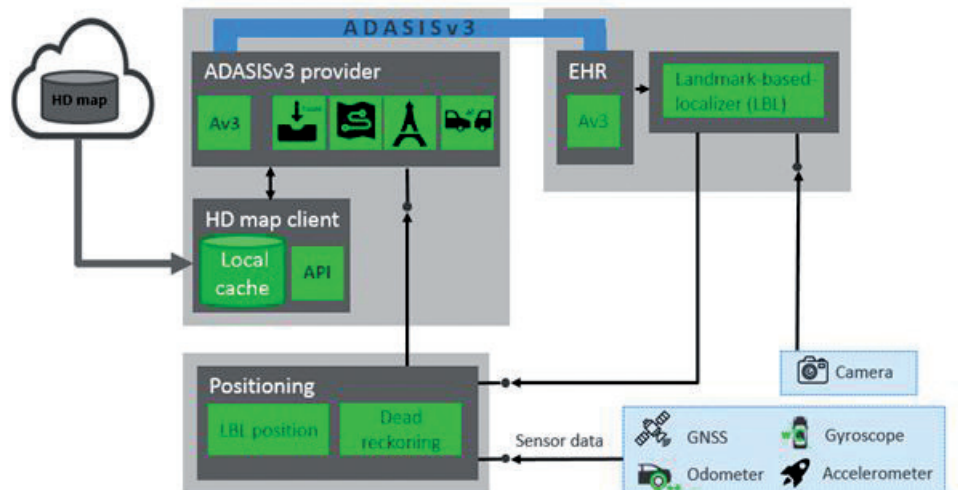 ADASISv3
HD map
ADASISv3 provider
Av3
EHR
Av3
Landmark-based-
localizer (LBL)
HD map client
Local
cache
API
Positioning
LBL position
Dead
reckoning
Camera
Sensor data
GNSS
Gyroscope
Odometer
Accelerometer